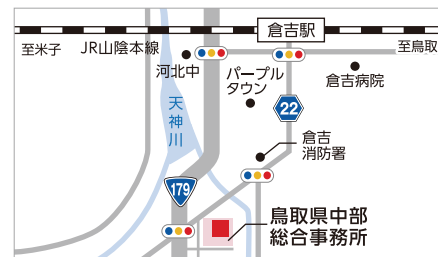 倉吉駅
至米子
JR山陰本線
至鳥取
河北中
パープル
タウン
倉吉病院
天神川
22
倉吉
消防署
179
鳥取県中部
総合事務所